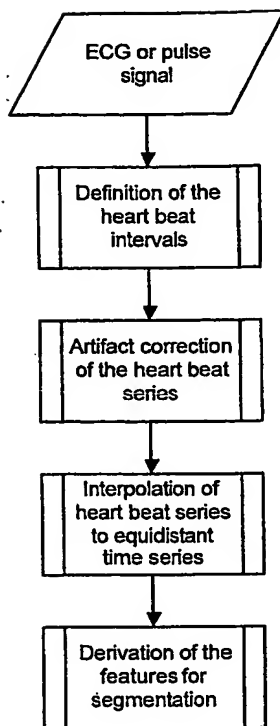 ECG or pulse
signal
Definition of the
heart beat
intervals
Artifact correction
of the heart beat
series
Interpolation of
heart beat series
to equidistant
time series
Derivation of the
features for
segmentation